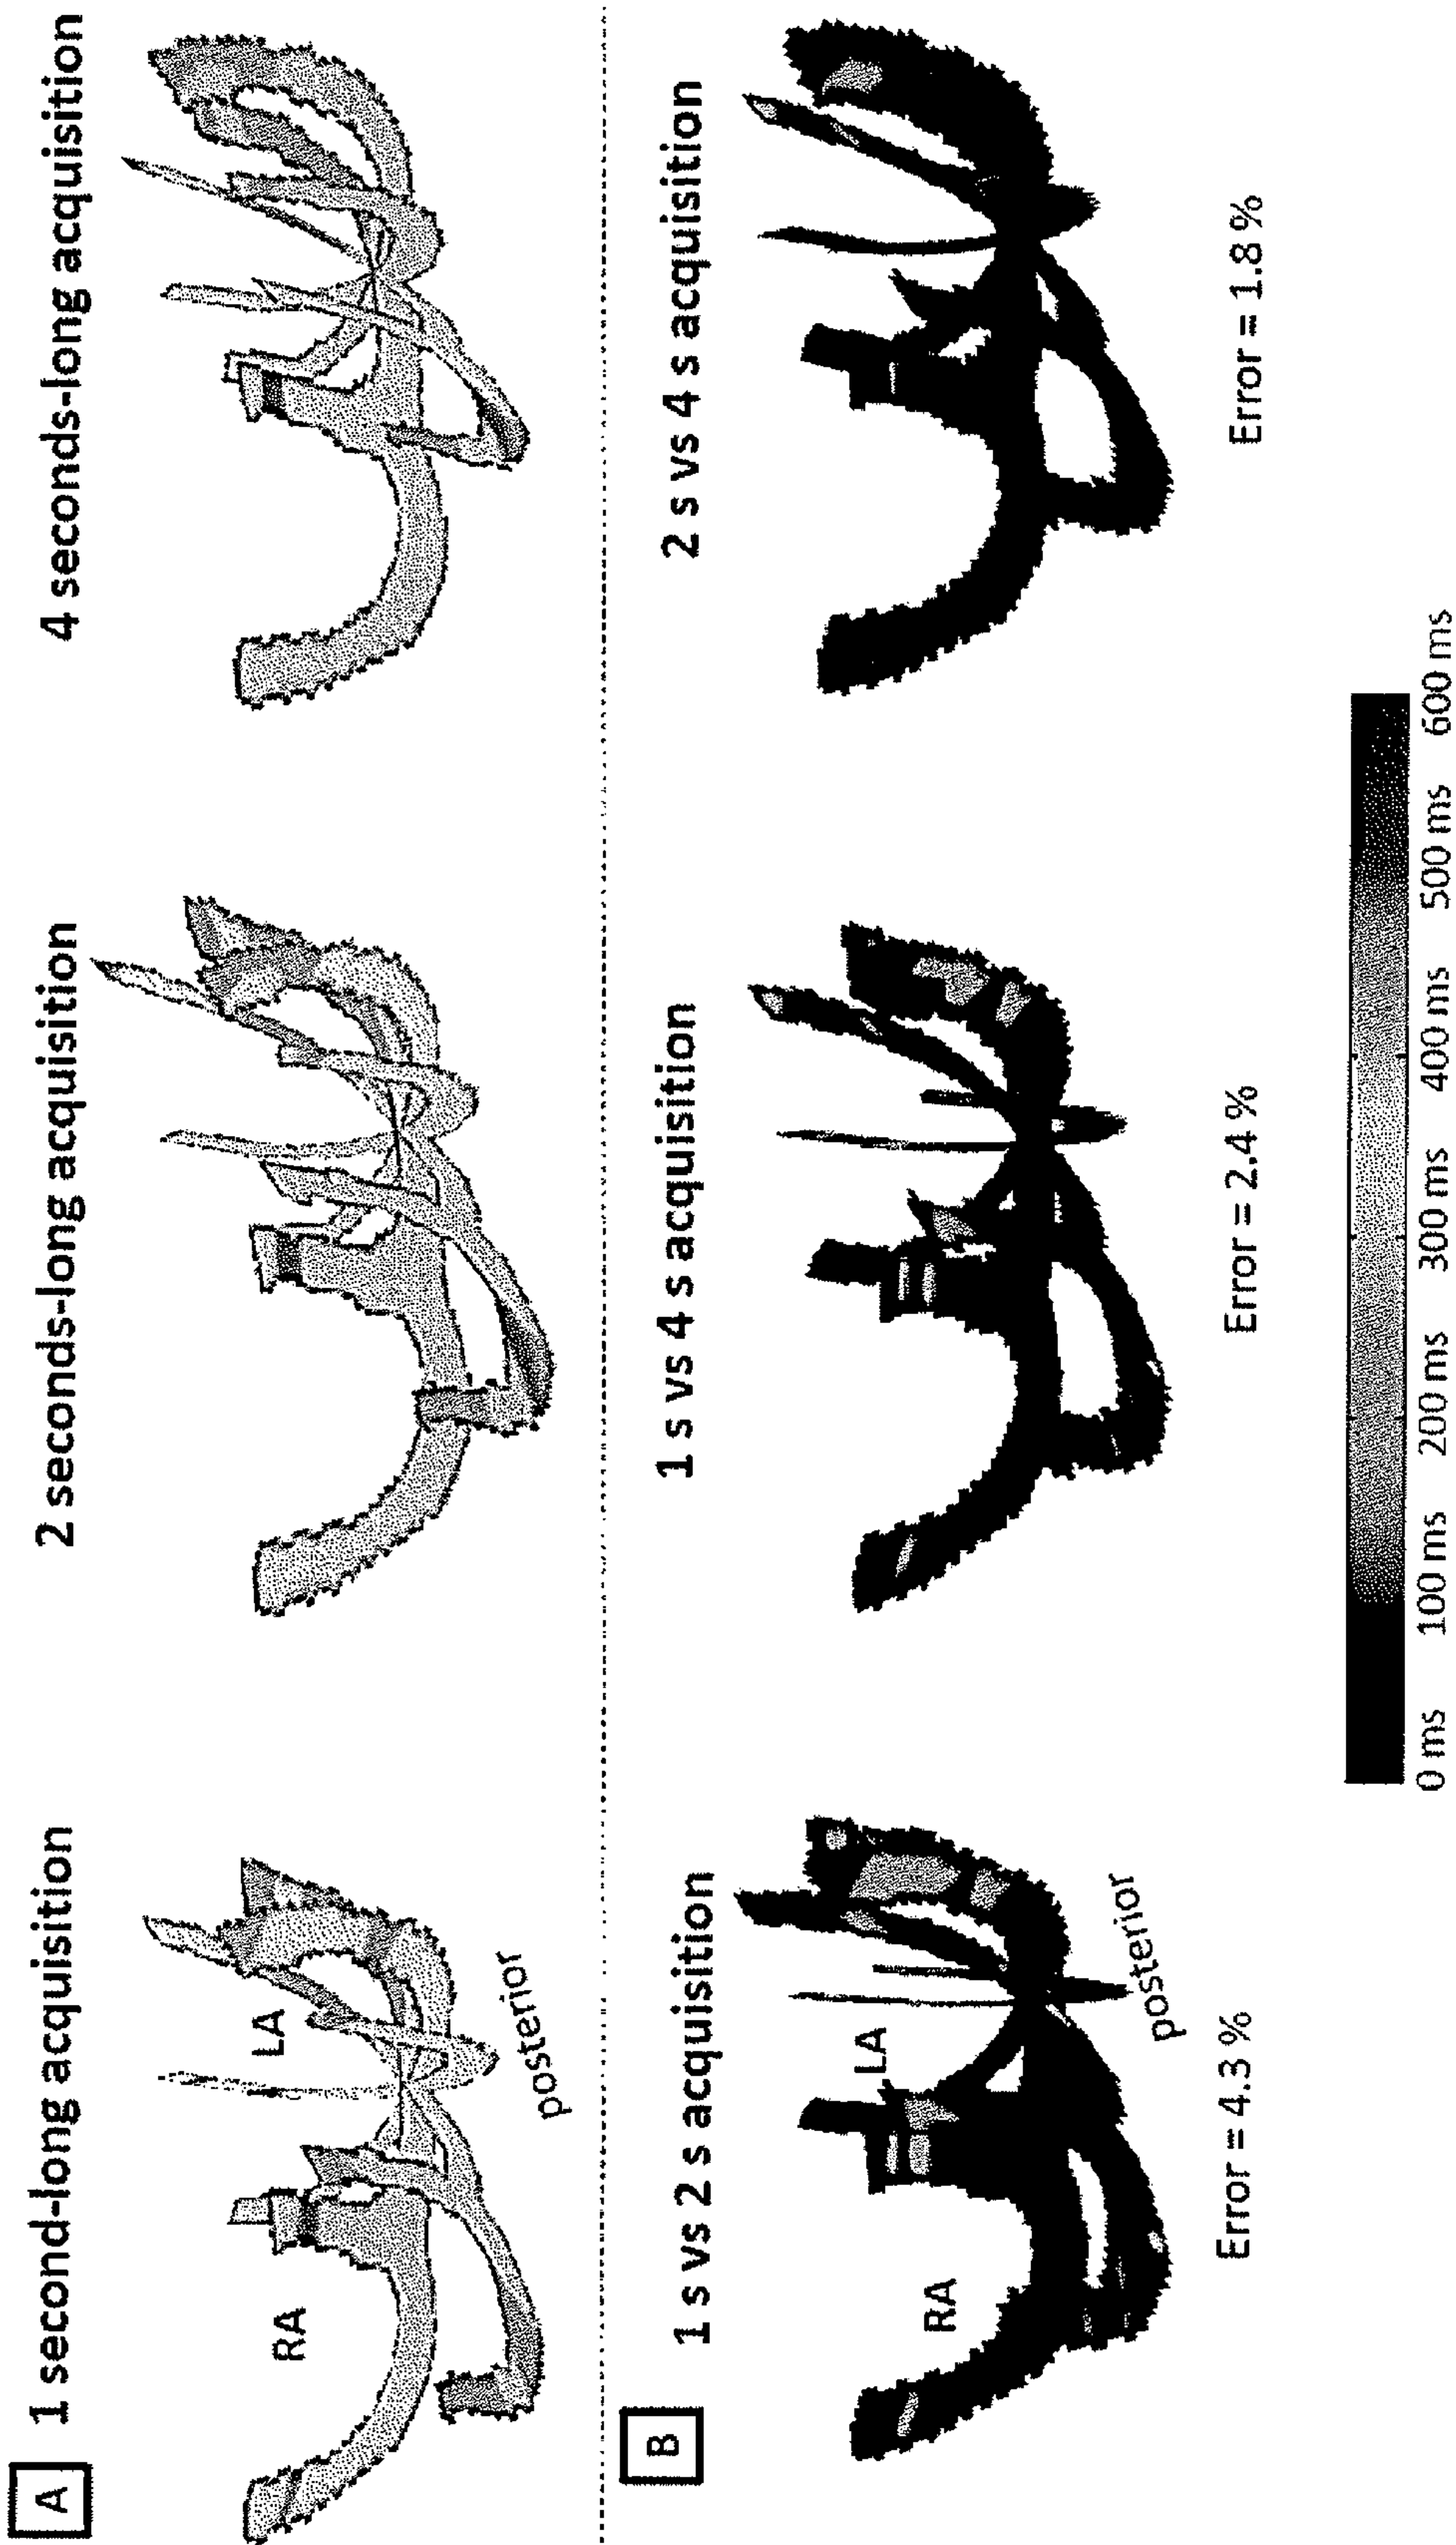 A
1 second-long acquisition
2 seconds-long acquisition
4 seconds-long acquisition
RA
LA
posterior
B
1 s vs 2 s acquisition
1 s vs 4 s acquisition
2 s vs 4 s acquisition
RA
LA
posterior
Error = 4.3 %
Error = 2.4 %
Error = 1.8 %
0 ms 100 ms 200 ms 300 ms 400 ms 500 ms 600 ms